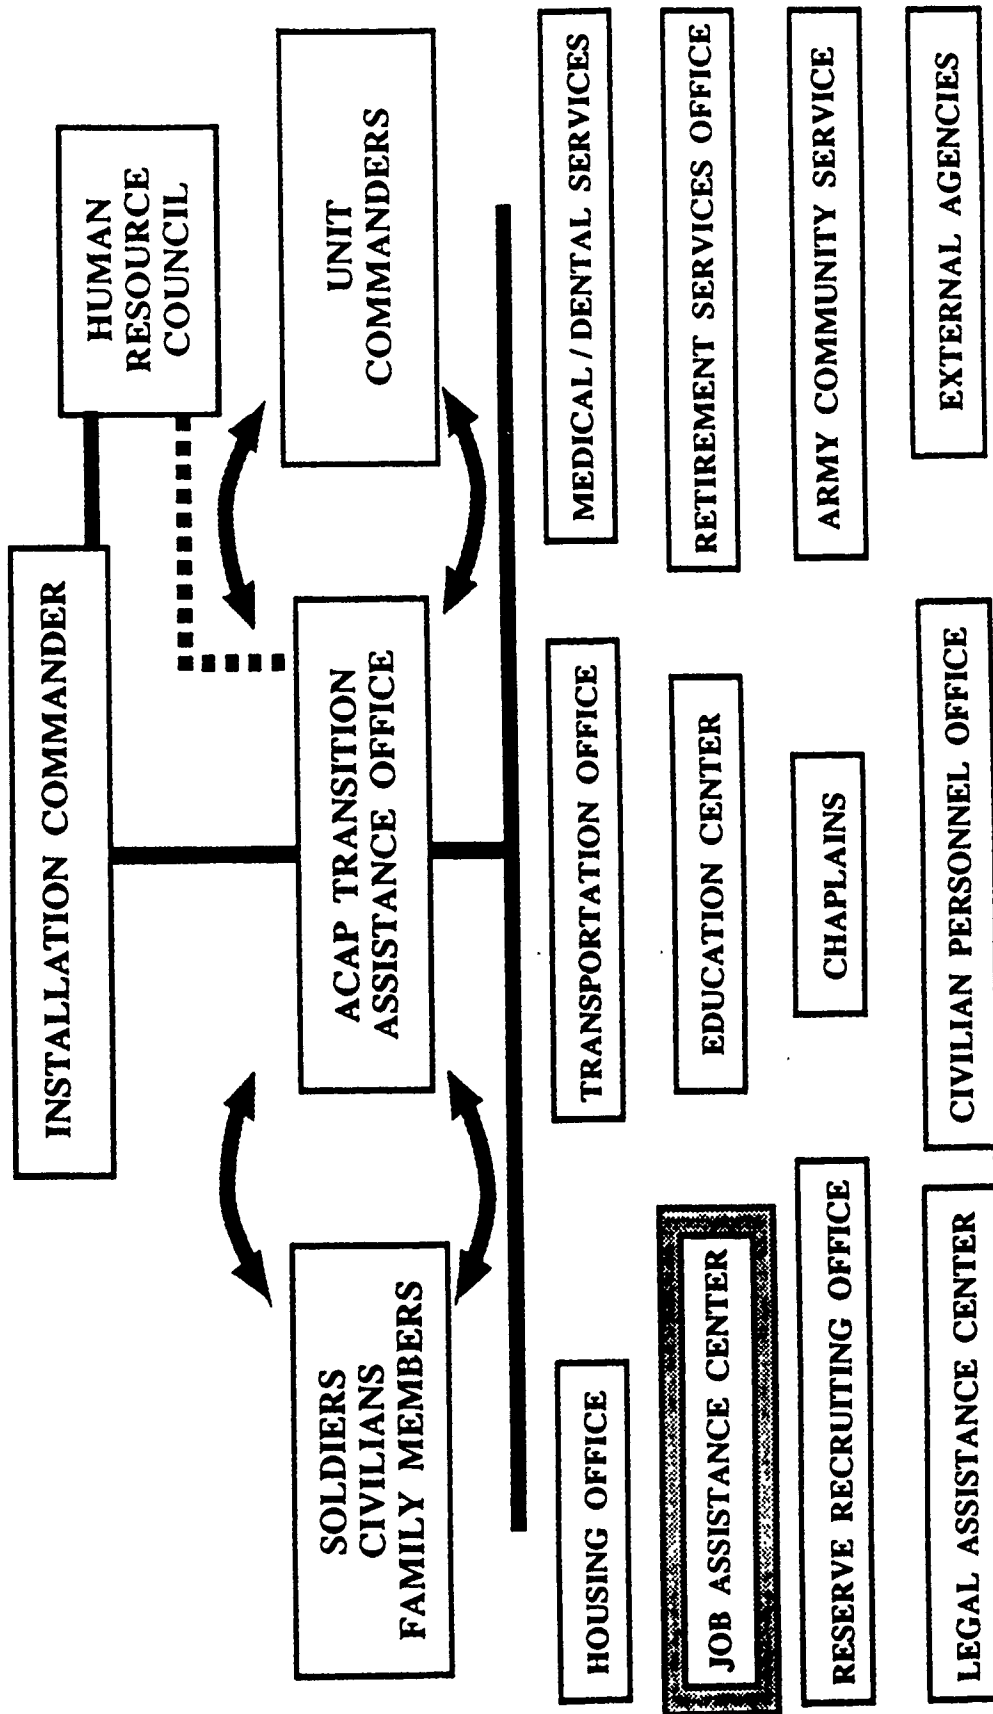 INSTALLATION COMMANDER
HUMAN
RESOURCE
COUNCIL
SOLDIERS
CIVILIANS
FAMILY MEMBERS
ACAP TRANSITION
ASSISTANCE OFFICE
UNIT
COMMANDERS
HOUSING OFFICE
TRANSPORTATION OFFICE
MEDICAL / DENTAL SERVICES
JOB ASSISTANCE CENTER
EDUCATION CENTER
RETIREMENT SERVICES OFFICE
RESERVE RECRUITING OFFICE
CHAPLAINS
ARMY COMMUNITY SERVICE
LEGAL ASSISTANCE CENTER
CIVILIAN PERSONNEL OFFICE
EXTERNAL AGENCIES